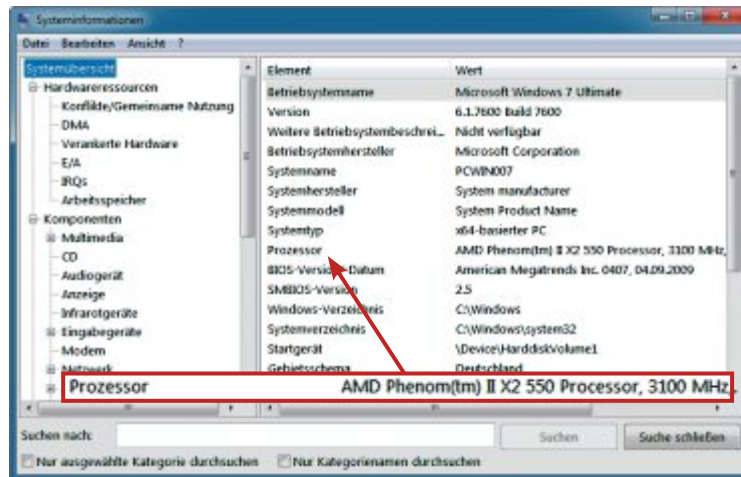 Systeminformationen
Datei Bearbeiten Ansicht ?
Systemübersicht
Hardwareressourcen
Konflikte/Gemeinsame Nutzung
DMA
Verankerte Hardware
E/A
IRQs
Arbeitsspeicher
Komponenten
Multimedia
CD
Audiogerät
Anzeige
Infrarotgeräte
Eingabegeräte
Modem
Netzwerk
Element Wert
Betriebsystemname Microsoft Windows 7 Ultimate
Version 6.1.7600 Build 7600
Weitere Betriebsystembeschrei... Nicht verfügbar
Betriebsystemhersteller Microsoft Corporation
Systemname PCWIN007
Systemhersteller System manufacturer
Systemmodell System Product Name
Systemtyp x64-basierter PC
Prozessor AMD Phenom(tm) II X2 550 Processor, 3100 MHz,
BIOS-Version/-Datum American Megatrends Inc. 0407, 04.09.2009
SMBIOS-Version 2.5
Windows-Verzeichnis C:\Windows
Systemverzeichnis C:\Windows\system32
Startgerät \Device\HarddiskVolume1
Gebietsschema Deutschland
Prozessor AMD Phenom(tm) II X2 550 Processor, 3100 MHz,
Suchen nach: Suchen Suche schließen
Nur ausgewählte Kategorie durchsuchen Nur Kategorienamen durchsuchen